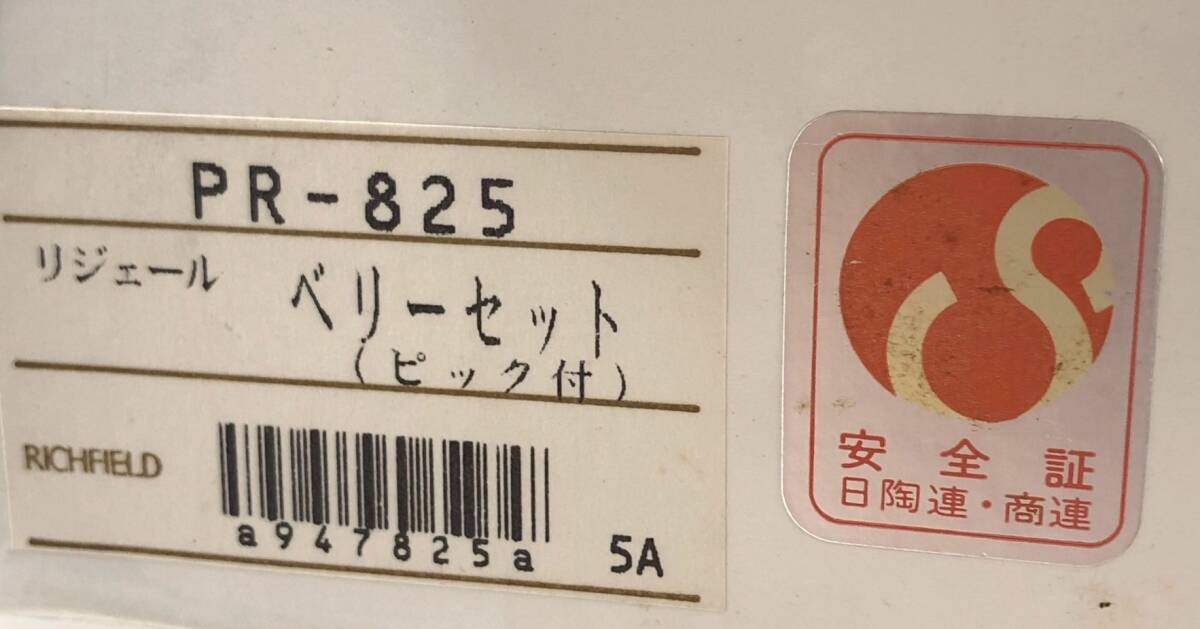 PR-825
リジェール ベリーセット
(ピック付)
RICHFIELD
a947825a 5A
安全証
日陶連・商連